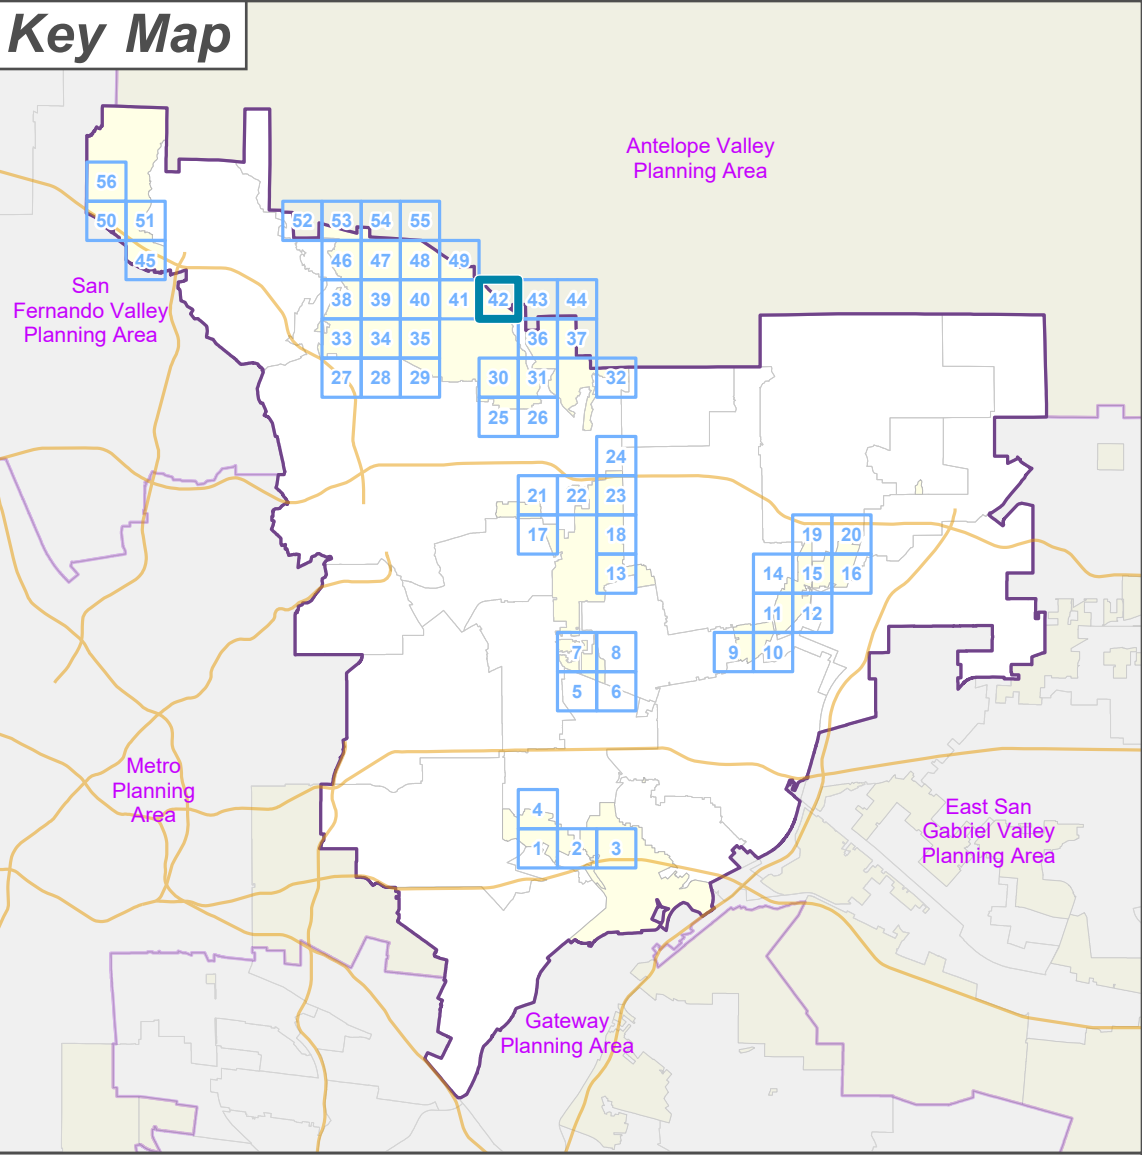 Key Map
Antelope Valley
Planning Area
56
50 51
45
52 53 54 55
46 47 48 49
San
Fernando Valley
Planning Area
38 39 40 41 42 43 44
33 34 35 36 37
27 28 29 30 31 32
25 26
24
21 22 23
17 18 19 20
13 14 15 16
11 12
7 8 9 10
5 6
Metro
Planning
Area
4
1 2 3
East San
Gabriel Valley
Planning Area
Gateway
Planning Area